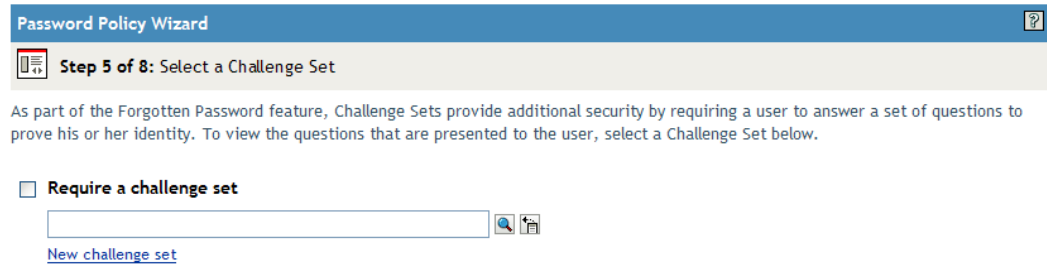 Password Policy Wizard
?
Step 5 of 8: Select a Challenge Set
As part of the Forgotten Password feature, Challenge Sets provide additional security by requiring a user to answer a set of questions to
prove his or her identity. To view the questions that are presented to the user, select a Challenge Set below.
Require a challenge set
New challenge set